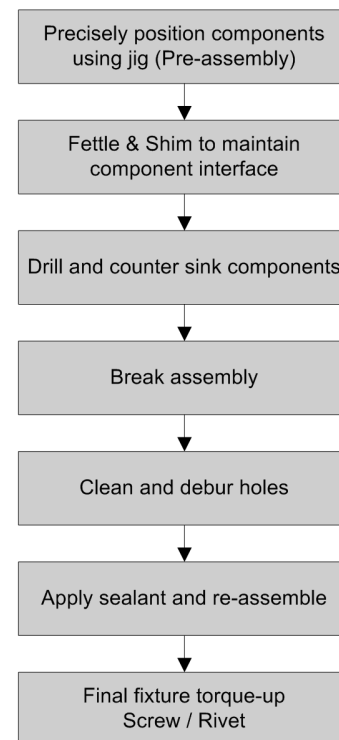 Precisely position components
using jig (Pre-assembly)
Fettle & Shim to maintain
component interface
Drill and counter sink components
Break assembly
Clean and debur holes
Apply sealant and re-assemble
Final fixture torque-up
Screw / Rivet